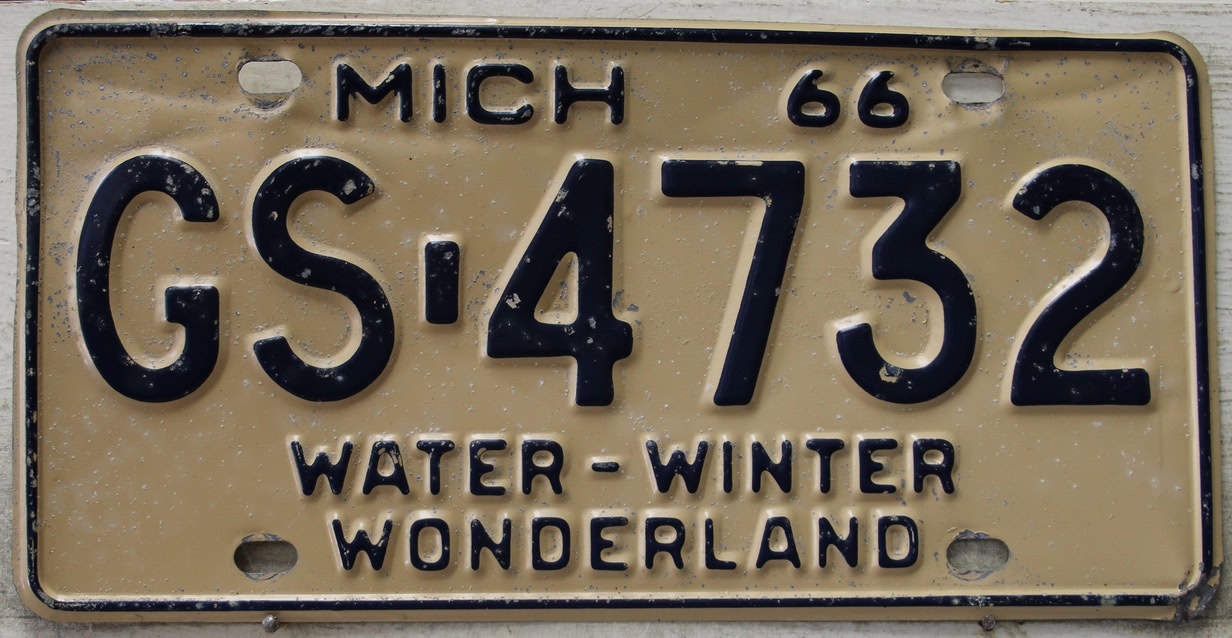 MICH 66
GS-4732
WATER-WINTER
WONDERLAND